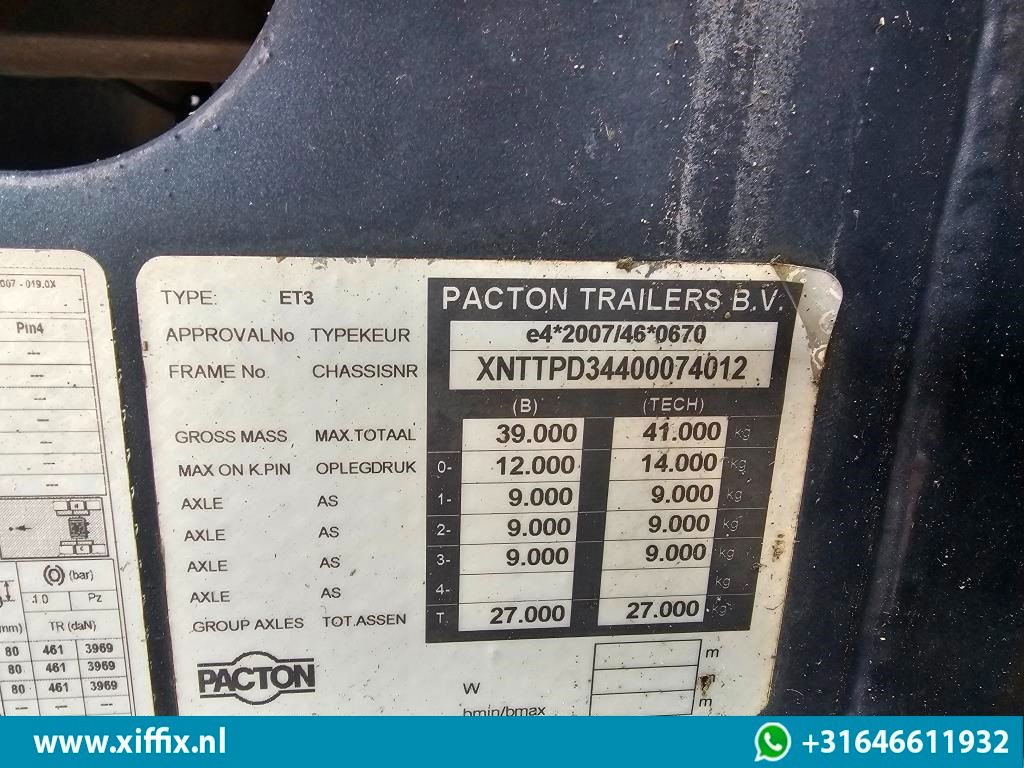 007 - 019.0X
Pin4
---
---
---
---
---
---
(bar)
1.0 Pz
mm) TR (daN)
80 461 3969
80 461 3969
80 461 3969
TYPE: ET3
PACTON TRAILERS B.V.
APPROVALNo TYPEKEUR e4*2007/46*0670
FRAME No. CHASSISNR XNTTPD34400074012
(B) (TECH)
GROSS MASS MAX.TOTAAL 39.000 41.000 kg
MAX ON K.PIN OPLEGDRUK 0- 12.000 14.000 kg
AXLE AS 1- 9.000 9.000 kg
AXLE AS 2- 9.000 9.000 kg
AXLE AS 3- 9.000 9.000 kg
AXLE AS 4- kg
GROUP AXLES TOT.ASSEN T. 27.000 27.000 kg
PACTON
m
W
m
bmin/bmax
www.xiffix.nl
+31646611932